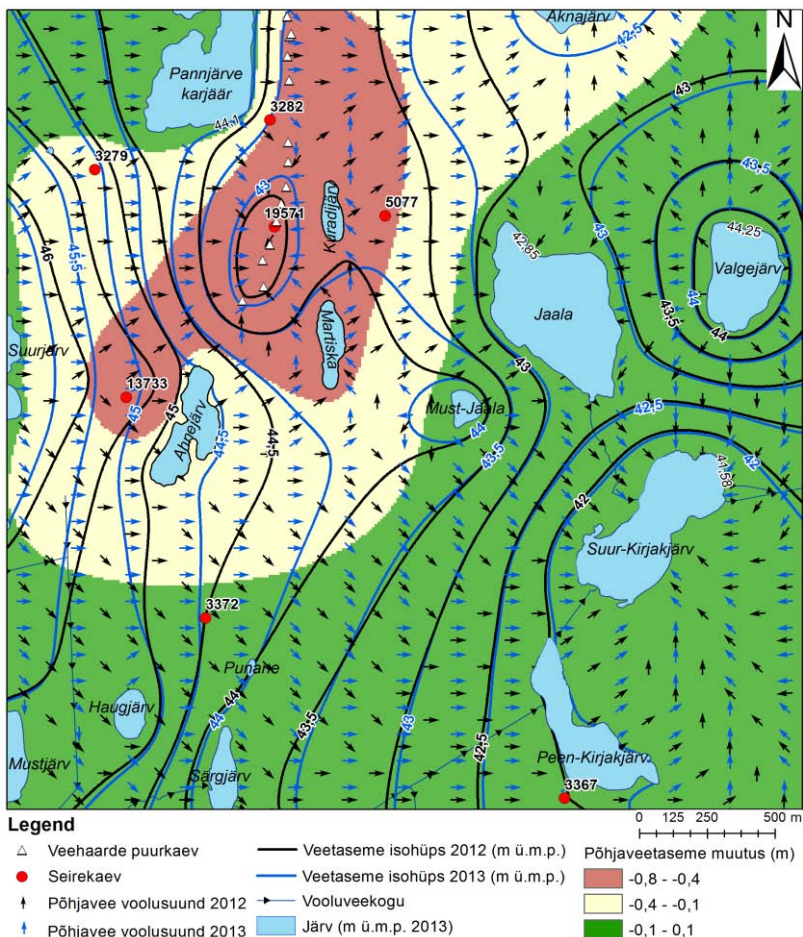 Aknajärv
N
42,5
Pannjärve
karjäär
3282
44,1
43
3279
43,5
43
19571
5077
Kuradijärv
42,85
43
44,25
46
45,5
Valgejärv
44
Jaala
43,5
44
Suurjärv
Martiska
13733
43
45
45
Must-Jaala
42,5
Ahnejärv
44
44,5
44,5
43,5
42
41,58
42
Suur-Kirjakjärv
3372
Punane
Haugjärv
44
44
43,5
43
42,5
Mustjärv
Särgjärv
Peen-Kirjakjärv
3367
Legend
0 125 250 500 m
Veehaarde puurkaev
Seirekaev
Põhjavee voolusuund 2012
Põhjavee voolusuund 2013
Veetaseme isohüps 2012 (m ü.m.p.)
Veetaseme isohüps 2013 (m ü.m.p.)
Vooluveekogu
Järv (m ü.m.p. 2013)
Põhjaveetaseme muutus (m)
-0,8 - -0,4
-0,4 - -0,1
-0,1 - 0,1